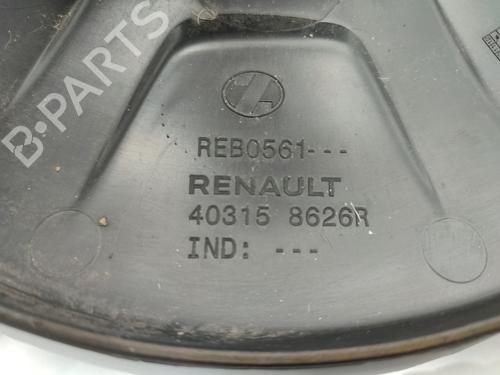 B-PARTS
REB0561---
RENAULT
40315 8626R
IND: ---